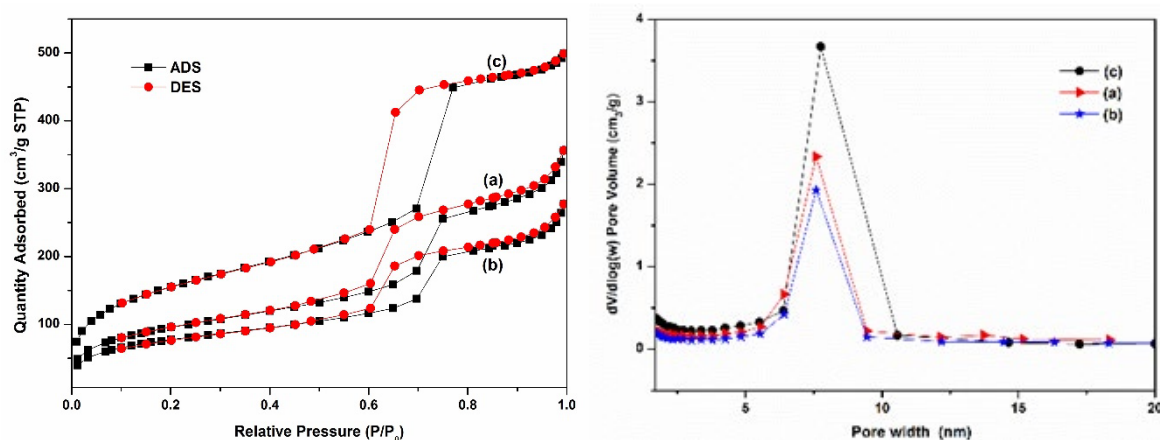 500
400
300
200
100
0.0
0.2
0.4
0.6
0.8
1.0
Quantity Adsorbed (cm³/g STP)
Relative Pressure (P/P₀)
ADS
DES
(c)
(a)
(b)
4
3
2
1
0
5
10
15
20
dV/dlog(w) Pore Volume (cm₃/g)
Pore width (nm)
(c)
(a)
(b)